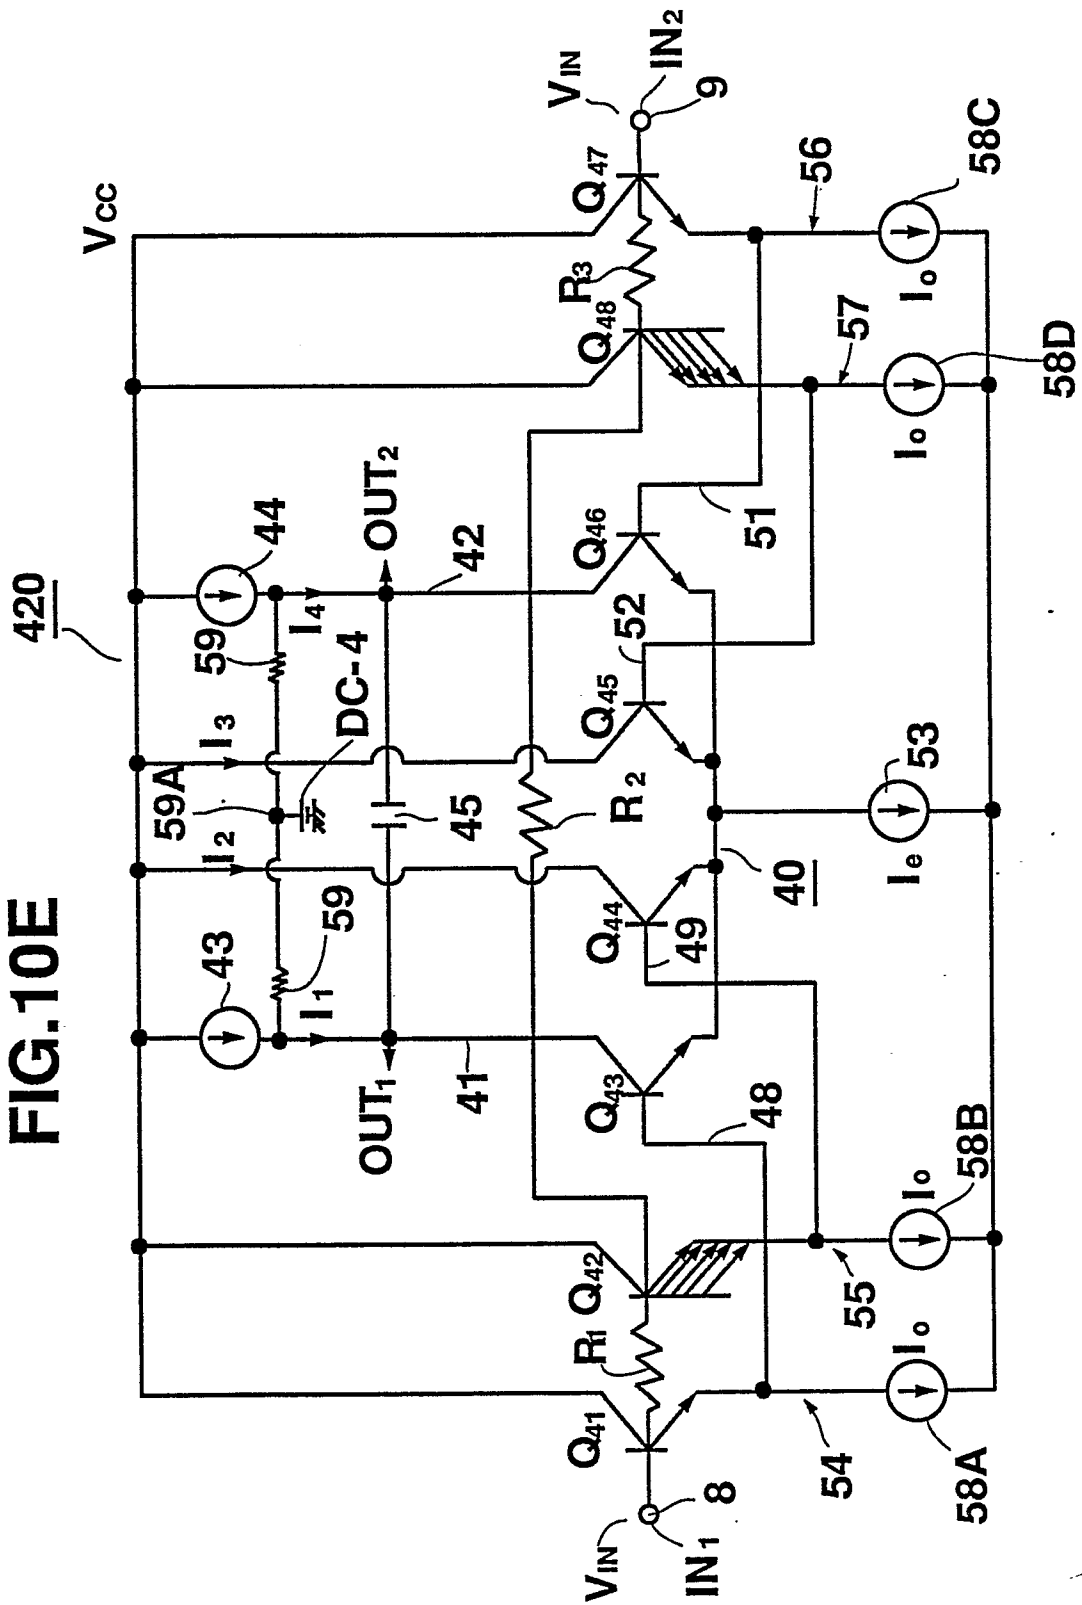 FIG.10E
420
Vcc
43
44
59
59A
59
I1
I2
I3
I4
DC-4
OUT1
OUT2
41
42
45
R2
VIN
IN1
8
Q41
R1
Q42
Q43
Q44
Q45
Q46
Q48
R3
Q47
VIN
IN2
9
48
49
40
52
51
54
55
57
56
58A
Io
58B
Io
Ie
53
58D
Io
58C
Io